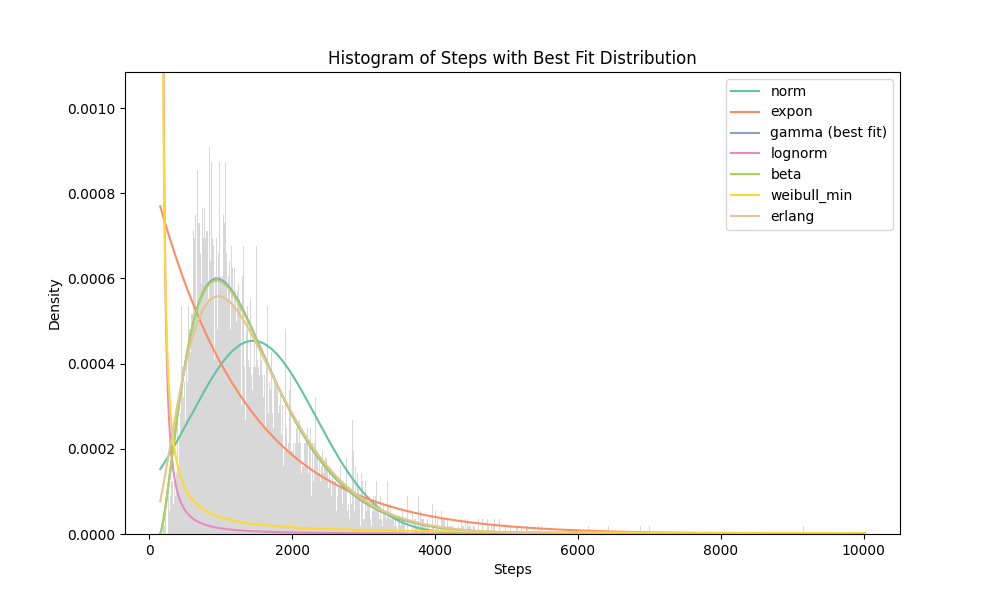 Histogram of Steps with Best Fit Distribution
0.0010
0.0008
0.0006
0.0004
0.0002
0.0000
Density
norm
expon
gamma (best fit)
lognorm
beta
weibull_min
erlang
0
2000
4000
6000
8000
10000
Steps